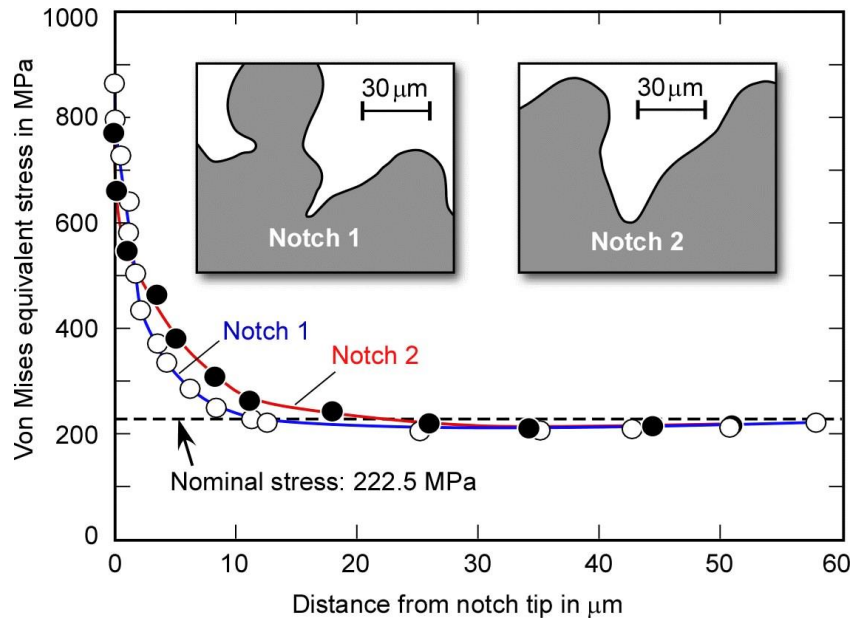 Von Mises equivalent stress in MPa
1000
800
600
400
200
0
30 μm
Notch 1
30 μm
Notch 2
Notch 1
Notch 2
Nominal stress: 222.5 MPa
0 10 20 30 40 50 60
Distance from notch tip in μm